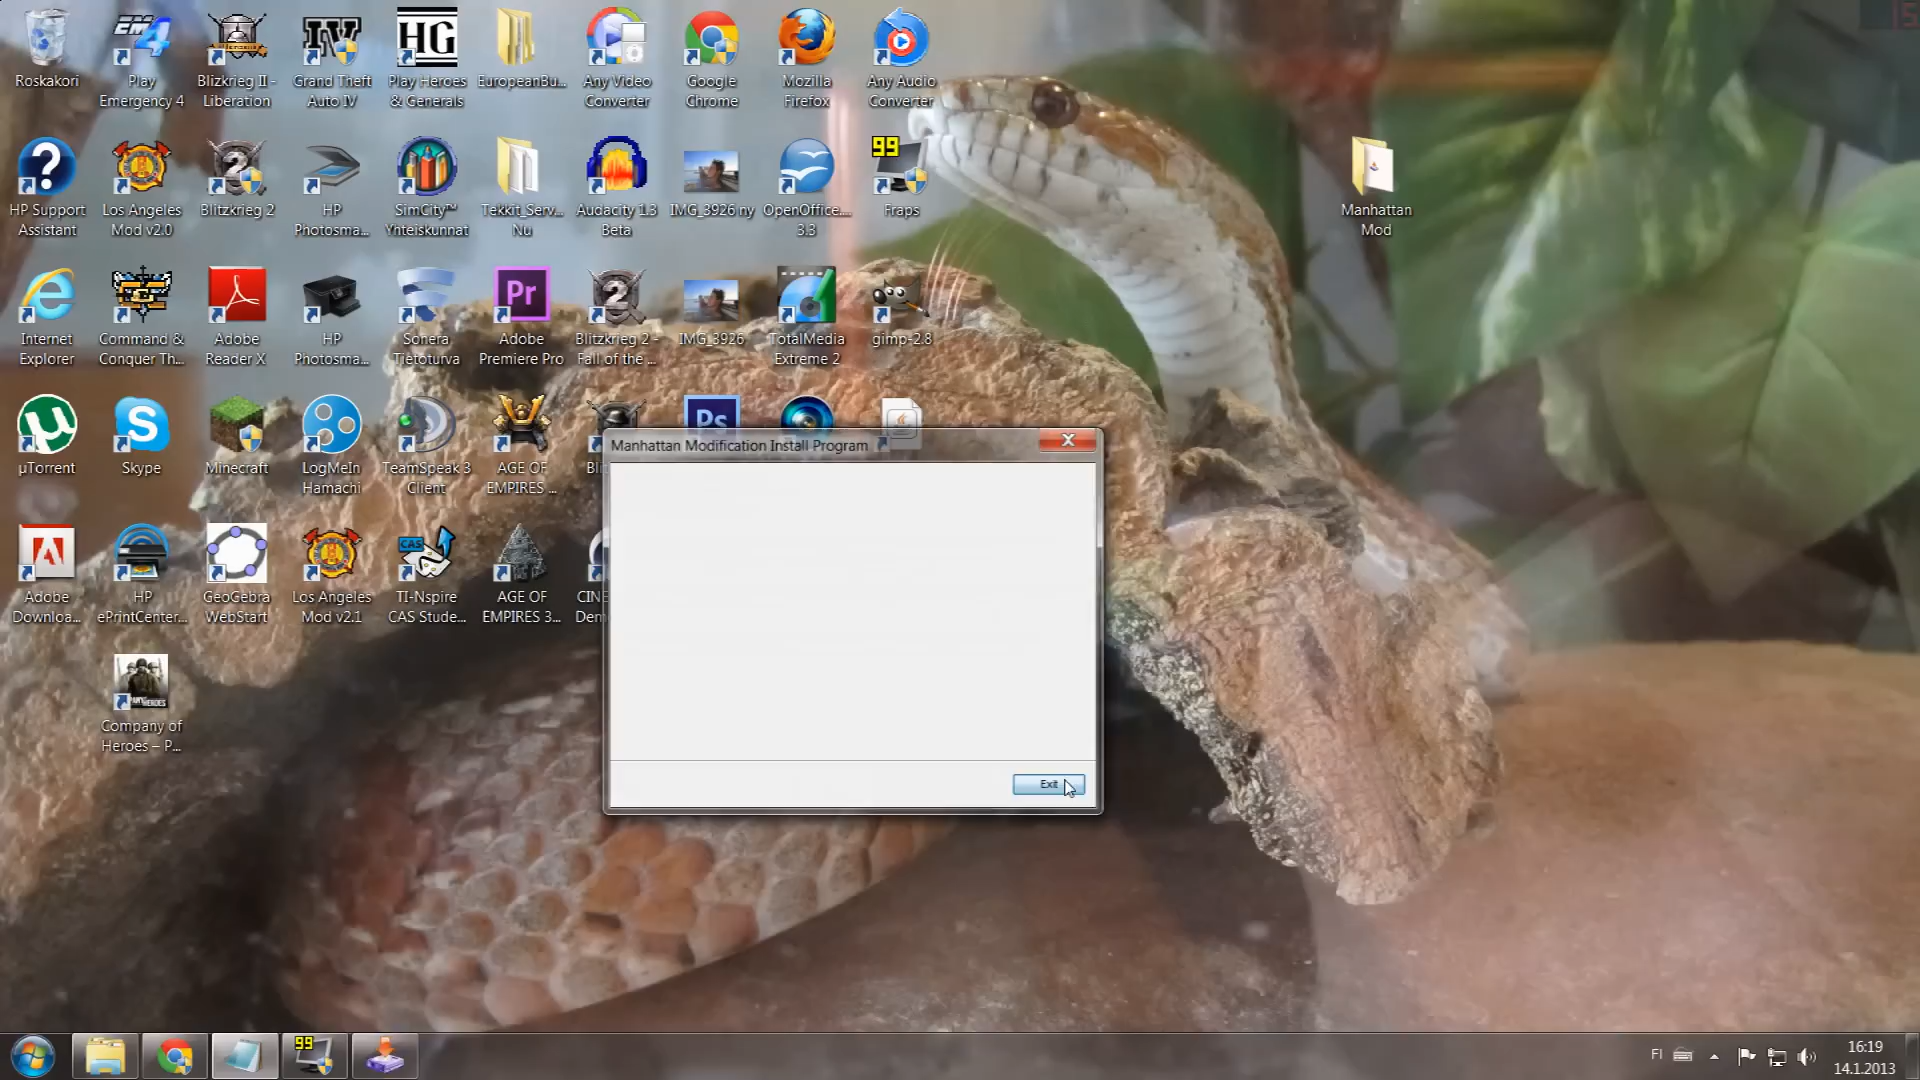 Roskakori
Play
Emergency 4
Blizkrieg II -
Liberation
Grand Theft
Auto IV
HG
Play Heroes
& Generals
EuropeanBu...
Any Video
Converter
Google
Chrome
Mozilla
Firefox
Any Audio
Converter
HP Support
Assistant
Los Angeles
Mod v2.0
Blitzkrieg 2
HP
Photosma...
SimCity™
Yhteiskunnat
Tekkit_Serv...
Nu
Audacity 1.3
Beta
IMG_3926 ny
OpenOffice....
3.3
99
Fraps
Manhattan
Mod
Internet
Explorer
Command &
Conquer Th...
Adobe
Reader X
HP
Photosma...
Sonera
Tietoturva
Pr
Adobe
Premiere Pro
Blitzkrieg 2 -
Fall of the ...
IMG_3926
TotalMedia
Extreme 2
gimp-2.8
µTorrent
Skype
Minecraft
LogMeIn
Hamachi
TeamSpeak 3
Client
AGE OF
EMPIRES ...
Ps
Manhattan Modification Install Program
Exit
Adobe
Downloa...
HP
ePrintCenter...
GeoGebra
WebStart
Los Angeles
Mod v2.1
CAS
TI-Nspire
CAS Stude...
AGE OF
EMPIRES 3...
Company of
Heroes – P...
99
FI
16:19
14.1.2013